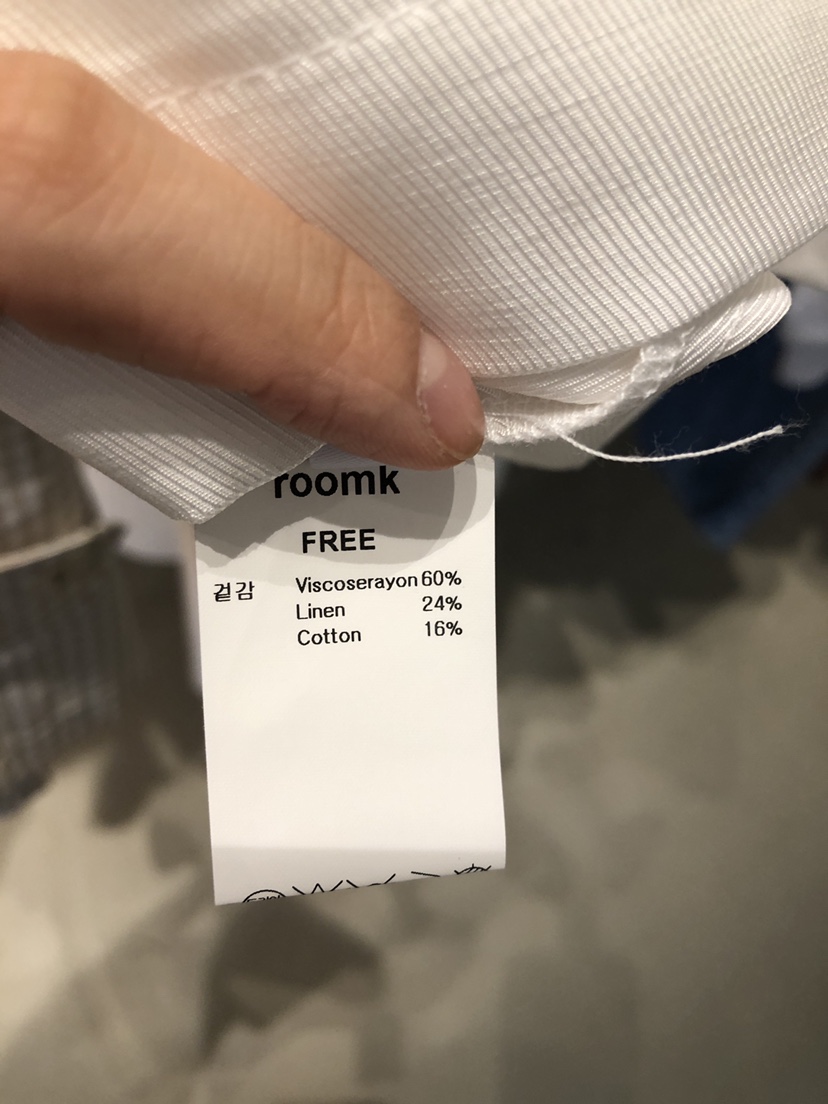 roomk
FREE
겉감 Viscoserayon 60%
Linen 24%
Cotton 16%